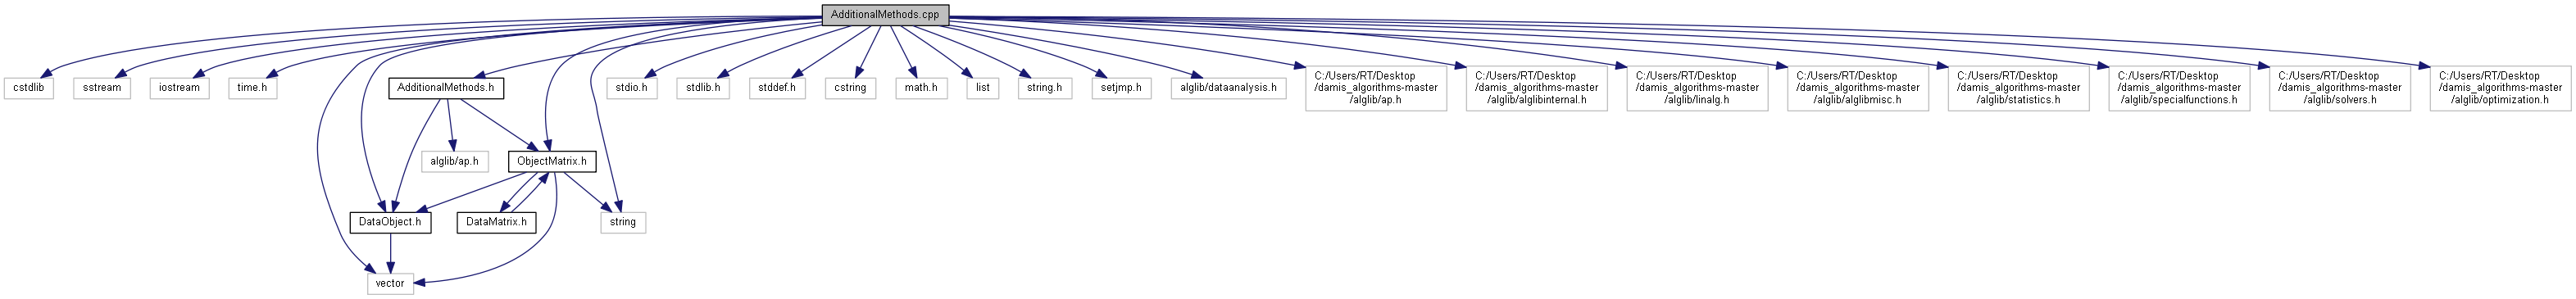 AdditionalMethods.cpp
cstdlib
sstream
iostream
time.h
AdditionalMethods.h
stdio.h
stdlib.h
stddef.h
cstring
math.h
list
string.h
setjmp.h
alglib/dataanalysis.h
C:/Users/RT/Desktop
/damis_algorithms-master
/alglib/ap.h
C:/Users/RT/Desktop
/damis_algorithms-master
/alglib/alglibinternal.h
C:/Users/RT/Desktop
/damis_algorithms-master
/alglib/linalg.h
C:/Users/RT/Desktop
/damis_algorithms-master
/alglib/alglibmisc.h
C:/Users/RT/Desktop
/damis_algorithms-master
/alglib/statistics.h
C:/Users/RT/Desktop
/damis_algorithms-master
/alglib/specialfunctions.h
C:/Users/RT/Desktop
/damis_algorithms-master
/alglib/solvers.h
C:/Users/RT/Desktop
/damis_algorithms-master
/alglib/optimization.h
alglib/ap.h
ObjectMatrix.h
DataObject.h
DataMatrix.h
string
vector